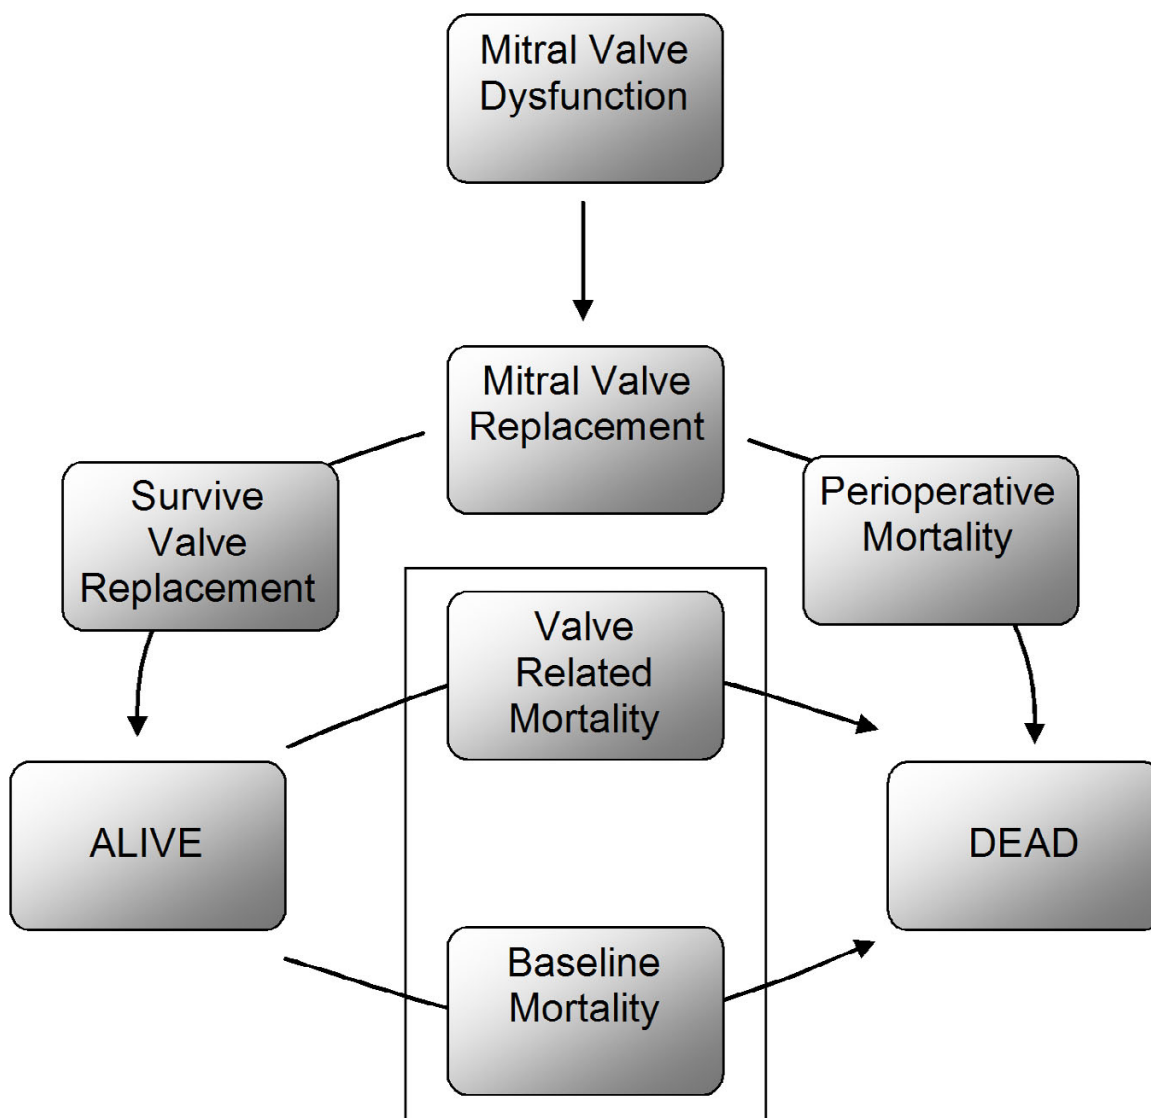 Mitral Valve
Dysfunction
Mitral Valve
Replacement
Survive
Valve
Replacement
Perioperative
Mortality
Valve
Related
Mortality
ALIVE
DEAD
Baseline
Mortality